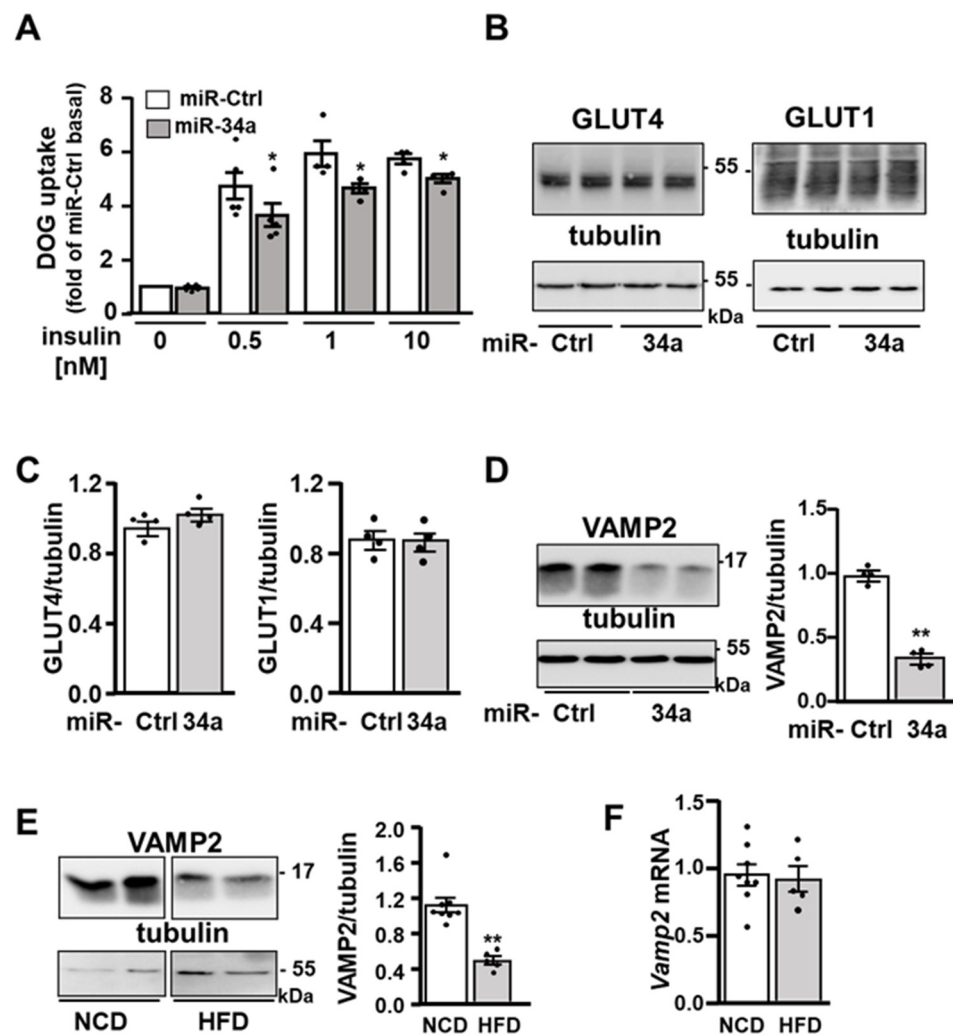 A
DOG uptake
(fold of miR-Ctrl basal)
8
6
4
2
0
miR-Ctrl
miR-34a
*
*
*
insulin
[nM]
0
0.5
1
10
B
GLUT4
GLUT1
- 55
- 55
tubulin
tubulin
- 55
- 55
kDa
miR- Ctrl 34a
Ctrl 34a
C
GLUT4/tubulin
1.2
0.8
0.4
0.0
miR- Ctrl 34a
GLUT1/tubulin
1.2
0.8
0.4
0.0
Ctrl 34a
D
VAMP2
-17
tubulin
- 55
kDa
miR- Ctrl 34a
VAMP2/tubulin
1.5
1.0
0.5
0.0
**
miR- Ctrl 34a
E
VAMP2
- 17
tubulin
- 55
kDa
NCD HFD
VAMP2/tubulin
2.0
1.6
1.2
0.8
0.4
0.0
**
NCD HFD
F
Vamp2 mRNA
1.5
1.0
0.5
0.0
NCD HFD